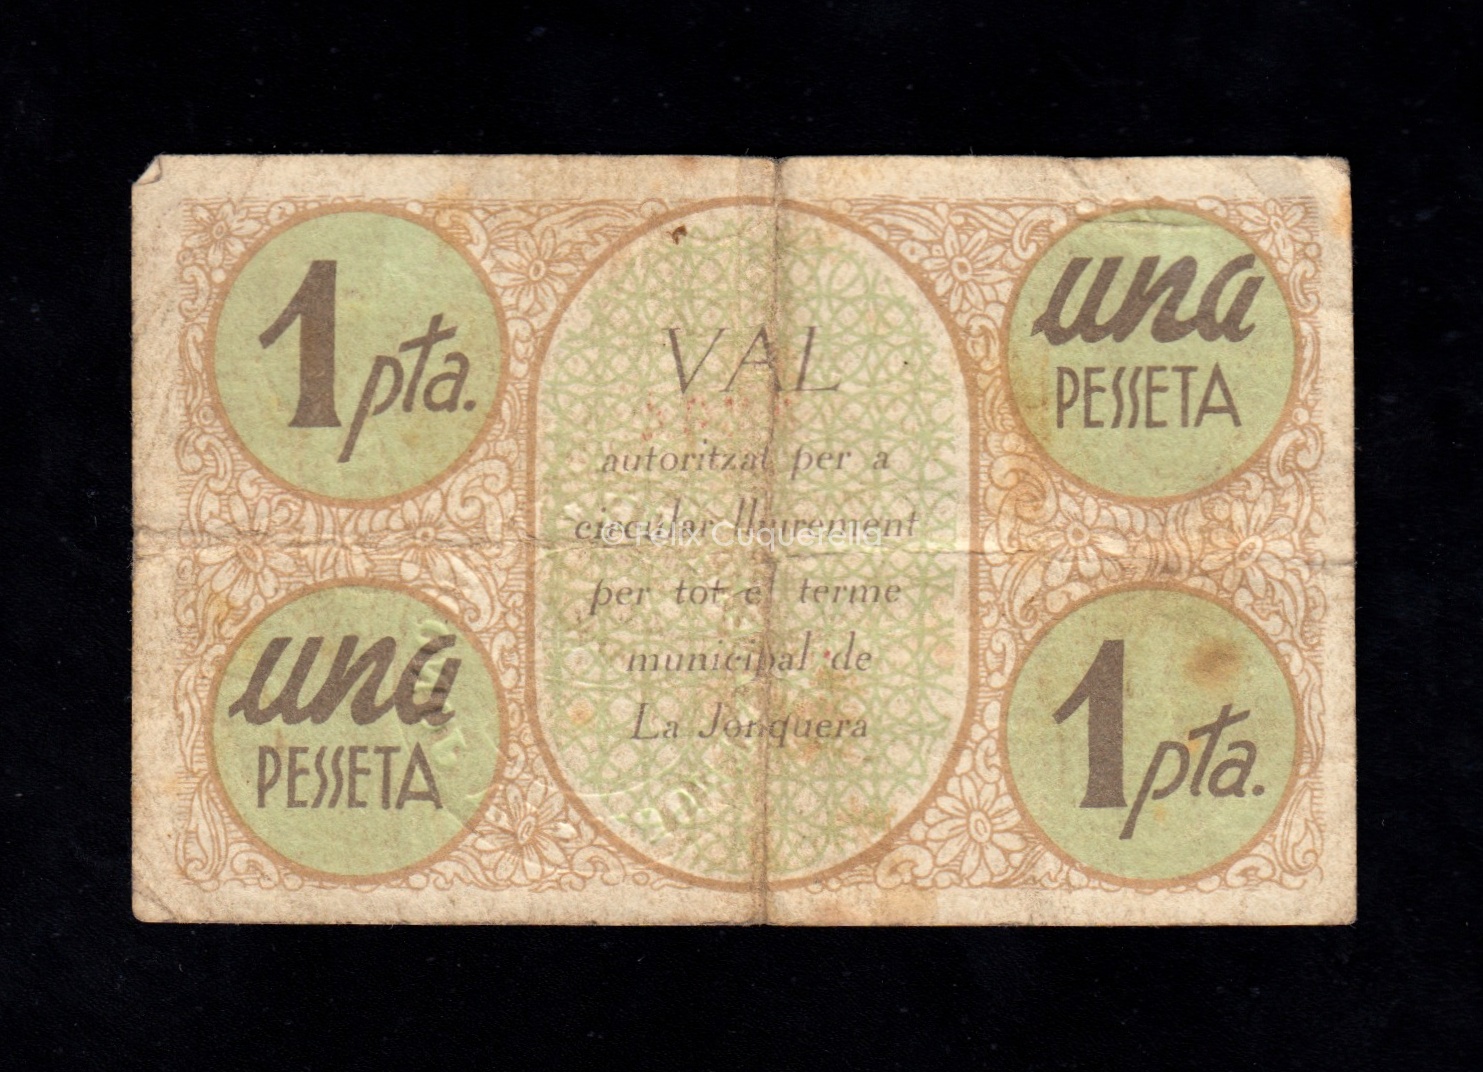 1 pta.
una
PESSETA
VAL
autoritzat per a
circular lliurement
per tot el terme
municipal de
La Jonquera
una
PESSETA
1 pta.
© Felix Cuquerella